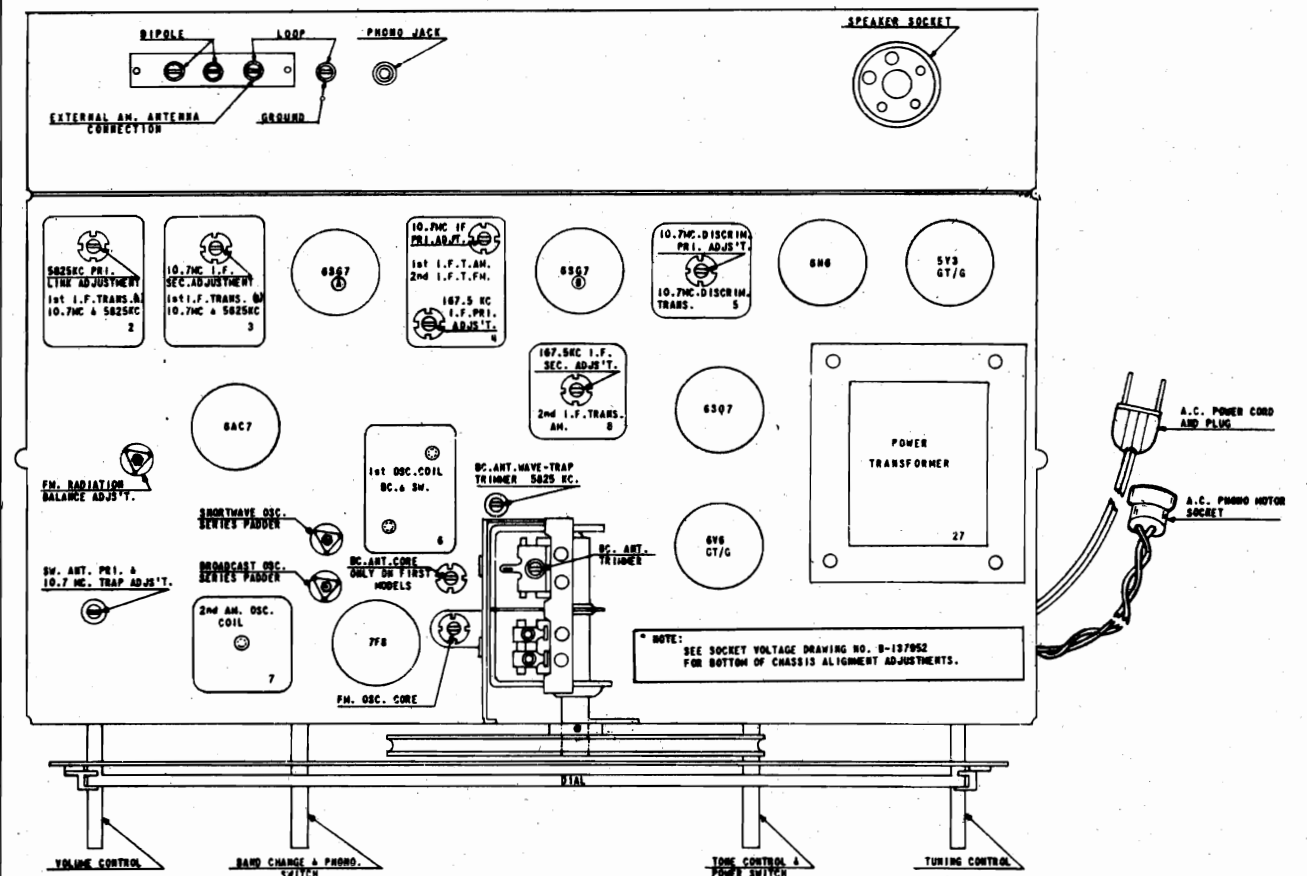 DIPOLE
LOOP
PHONO JACK
SPEAKER SOCKET
EXTERNAL AM. ANTENNA
CONNECTION
GROUND
5825KC PRI.
LINK ADJUSTMENT
1st I.F.TRANS.(A)
10.7MC & 5825KC
2
10.7MC I.F.
SEC.ADJUSTMENT
1st I.F.TRANS. (B)
10.7MC & 5825KC
3
6SG7
A
10.7MC IF
PRI.ADJT.
1st I.F.T.AM.
2nd I.F.T.FM.
167.5 KC
I.F.PRI.
ADJS'T.
4
6SG7
B
10.7MC.DISCRIM.
PRI. ADJS'T.
10.7MC.DISCRIM.
TRANS. 5
6H6
5Y3
GT/G
167.5KC I.F.
SEC. ADJS'T.
2nd I.F.TRANS.
AM. 8
6AC7
6SQ7
POWER
TRANSFORMER
27
A.C. POWER CORD
AND PLUG
A.C. PHONO MOTOR
SOCKET
FM. RADIATION
BALANCE ADJS'T.
1st OSC.COIL
BC.& SW.
6
BC.ANT.WAVE-TRAP
TRIMMER 5825 KC.
SHORTWAVE OSC.
SERIES PADDER
BC. ANT.
TRIMMER
6V6
GT/G
BROADCAST OSC.
SERIES PADDER
BC.ANT.CORE
ONLY ON FIRST
MODELS
SW. ANT. PRI. &
10.7 MC. TRAP ADJS'T.
2nd AM. OSC.
COIL
7
7F8
FM. OSC. CORE
* NOTE:
SEE SOCKET VOLTAGE DRAWING NO. B-137952
FOR BOTTOM OF CHASSIS ALIGNMENT ADJUSTMENTS.
DIAL
VOLUME CONTROL
BAND CHANGE & PHONO.
SWITCH
TONE CONTROL &
POWER SWITCH
TUNING CONTROL